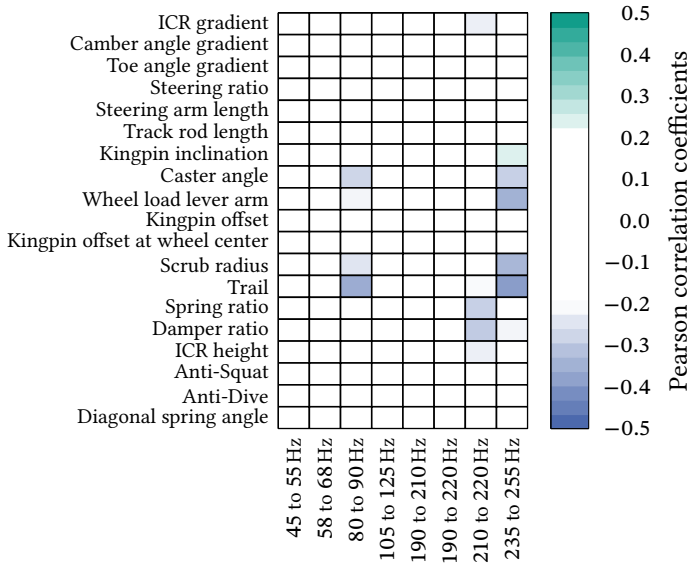 ICR gradient
Camber angle gradient
Toe angle gradient
Steering ratio
Steering arm length
Track rod length
Kingpin inclination
Caster angle
Wheel load lever arm
Kingpin offset
Kingpin offset at wheel center
Scrub radius
Trail
Spring ratio
Damper ratio
ICR height
Anti-Squat
Anti-Dive
Diagonal spring angle
45 to 55 Hz
58 to 68 Hz
80 to 90 Hz
105 to 125 Hz
190 to 210 Hz
190 to 220 Hz
210 to 220 Hz
235 to 255 Hz
0.5
0.4
0.3
0.2
0.1
0.0
−0.1
−0.2
−0.3
−0.4
−0.5
Pearson correlation coefficients